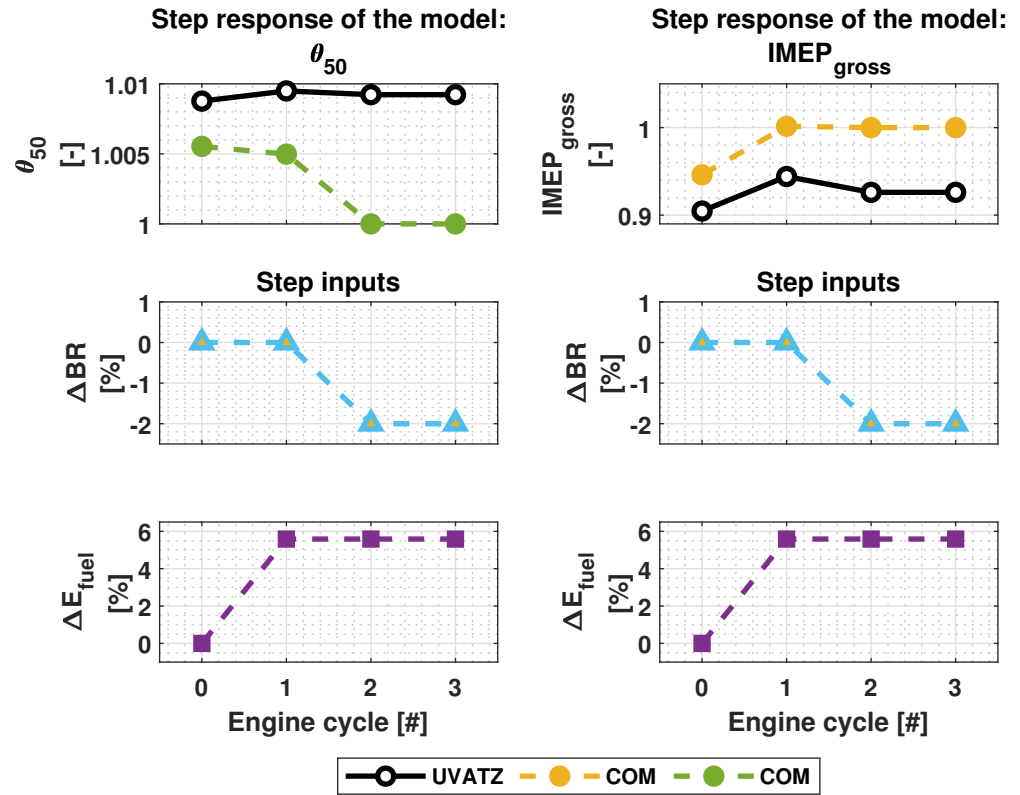 Step response of the model:
θ50
1.01
1.005
1
θ50
[-]
Step response of the model:
IMEPgross
1
0.9
IMEPgross
[-]
Step inputs
1
0
-1
-2
ΔBR
[%]
Step inputs
1
0
-1
-2
ΔBR
[%]
6
4
2
0
ΔEfuel
[%]
0 1 2 3
Engine cycle [#]
6
4
2
0
ΔEfuel
[%]
0 1 2 3
Engine cycle [#]
UVATZ COM COM